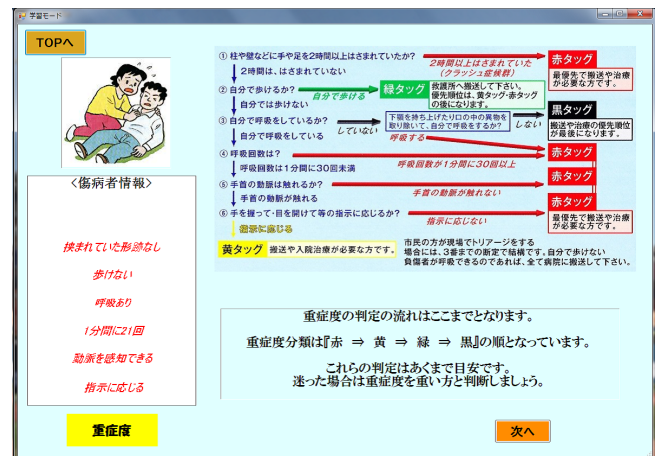 学習モード
TOPへ
① 柱や壁などに手や足を2時間以上はさまれていたか?
2時間以上はさまれていた
(クラッシュ症候群)
赤タッグ
最優先で搬送や治療
が必要な方です。
2時間は、はさまれていない
② 自分で歩けるか?
自分で歩ける
緑タッグ
救護所へ搬送して下さい。
優先順位は、黄タッグ・赤タッグ
の後になります。
自分では歩けない
③ 自分で呼吸をしているか?
していない
下顎を持ち上げたり口の中の異物を
取り除いて、自分で呼吸をするか?
しない
黒タッグ
搬送や治療の優先順位
が最後になります。
自分で呼吸をしている
呼吸する
赤タッグ
④ 呼吸回数は?
呼吸回数が1分間に30回以上
赤タッグ
呼吸回数は1分間に30回未満
⑤ 手首の動脈は触れるか?
手首の動脈が触れない
赤タッグ
手首の動脈が触れる
⑥ 手を握って・目を開けて等の指示に応じるか?
指示に応じない
最優先で搬送や治療
が必要な方です。
指示に応じる
黄タッグ
搬送や入院治療が必要な方です。
市民の方が現場でトリアージをする
場合には、3番までの断定で結構です。自分で歩けない
負傷者が呼吸できるのであれば、全て病院に搬送して下さい。
<傷病者情報>
挟まれていた形跡なし
歩けない
呼吸あり
1分間に21回
動脈を感知できる
指示に応じる
重症度
重症度の判定の流れはここまでとなります。
重症度分類は『赤 ⇒ 黄 ⇒ 緑 ⇒ 黒』の順となっています。
これらの判定はあくまで目安です。
迷った場合は重症度を重い方と判断しましょう。
次へ